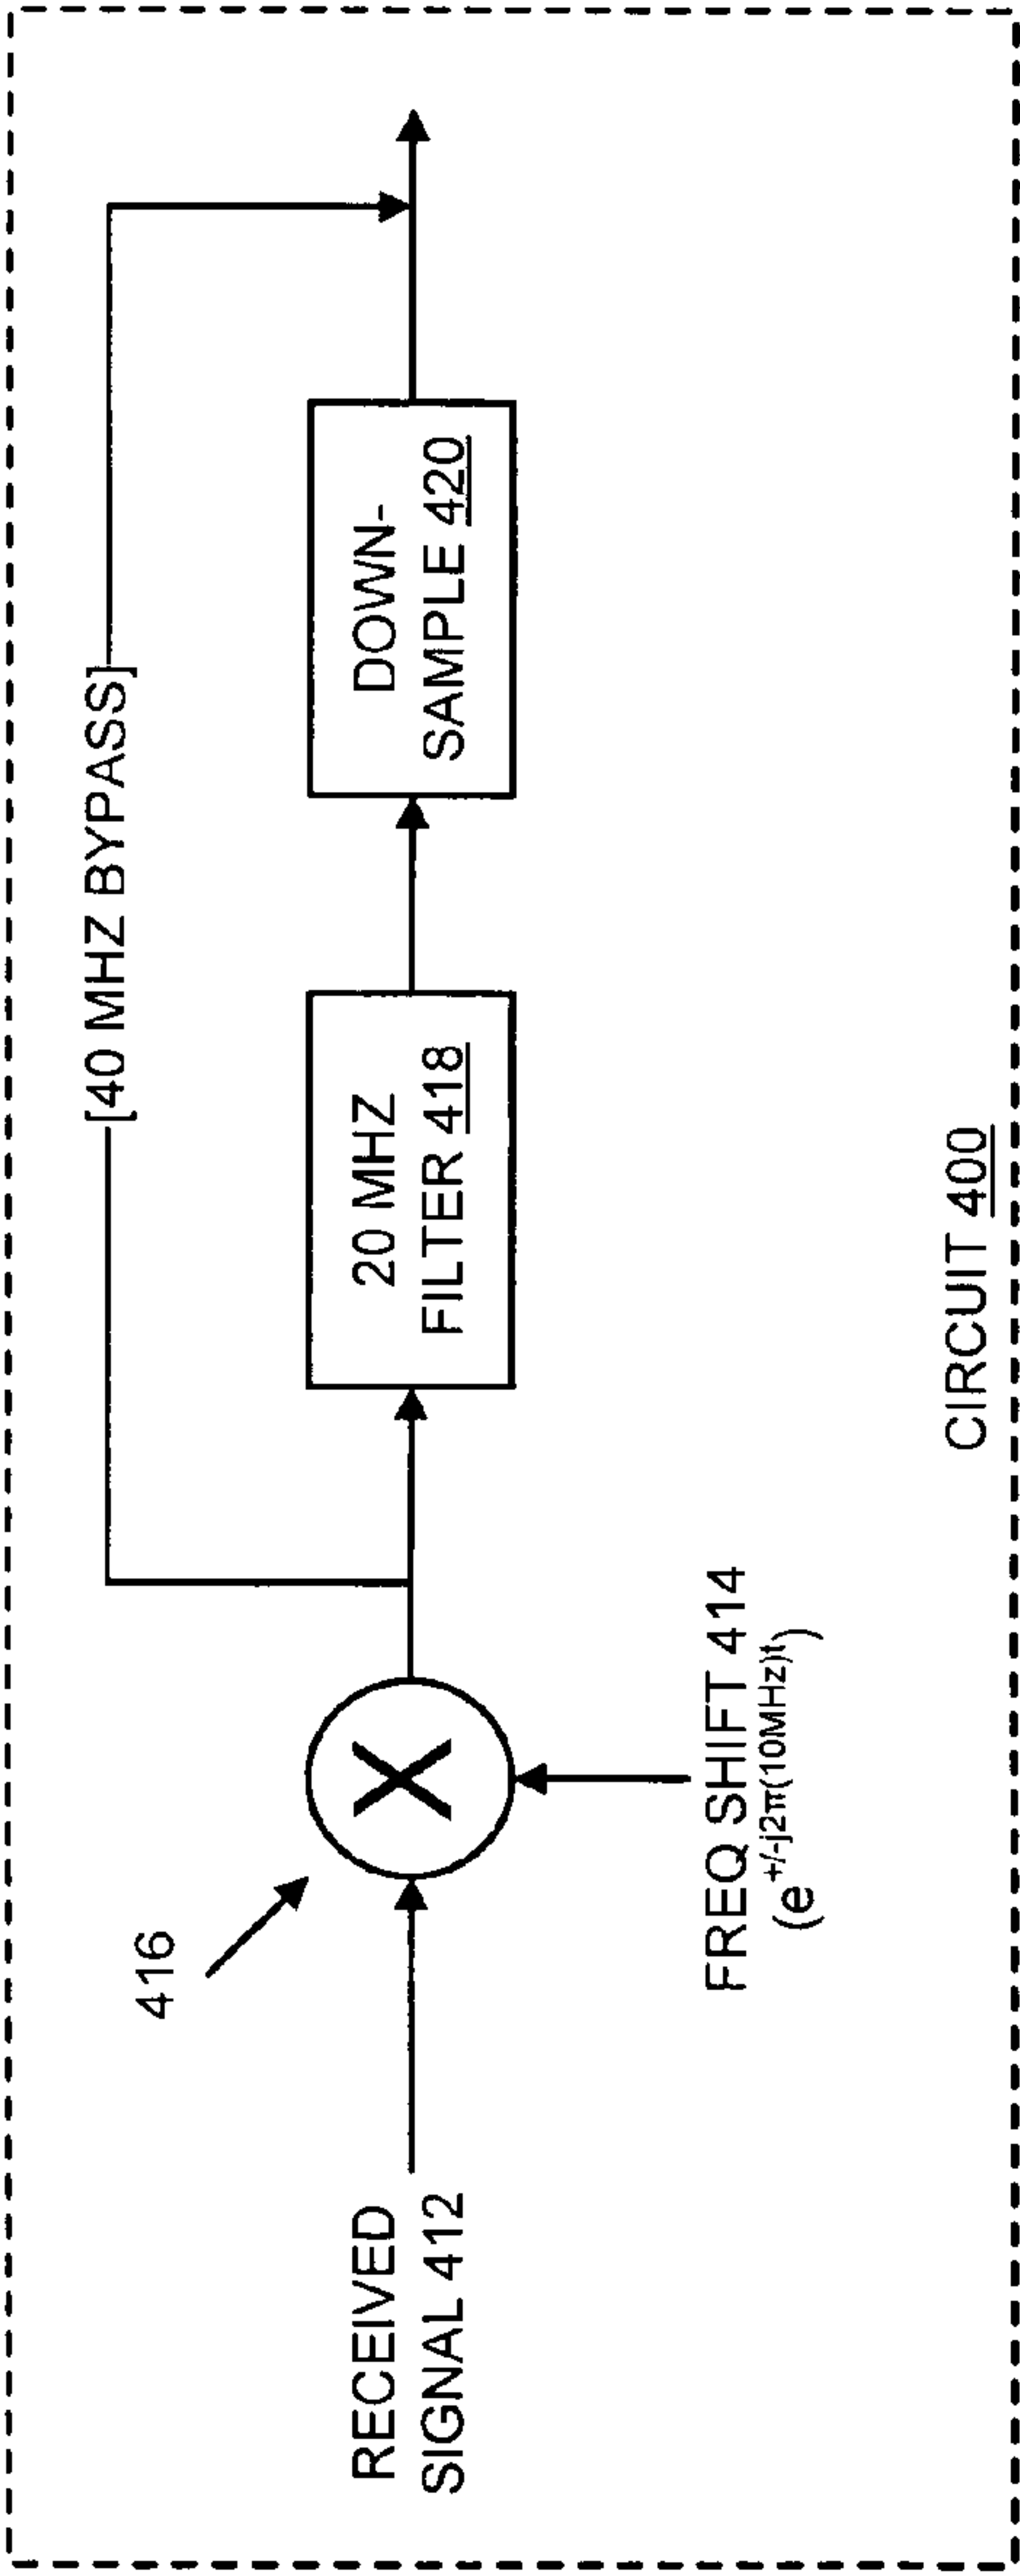 [40 MHZ BYPASS]
416
RECEIVED
SIGNAL 412
20 MHZ
FILTER 418
DOWN-
SAMPLE 420
FREQ SHIFT 414
(e^+/-j2π(10MHz)t)
CIRCUIT 400